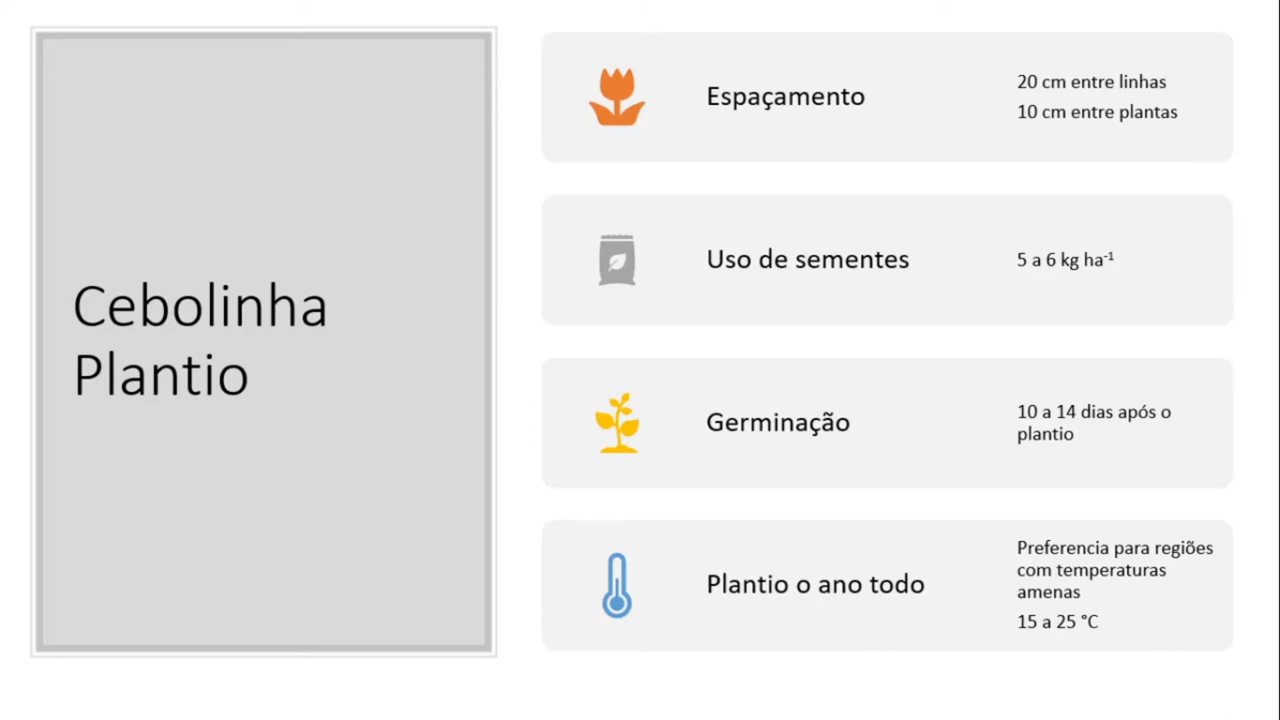 Cebolinha
Plantio
Espaçamento
20 cm entre linhas
10 cm entre plantas
Uso de sementes
5 a 6 kg ha⁻¹
Germinação
10 a 14 dias após o
plantio
Plantio o ano todo
Preferencia para regiões
com temperaturas
amenas
15 a 25 °C